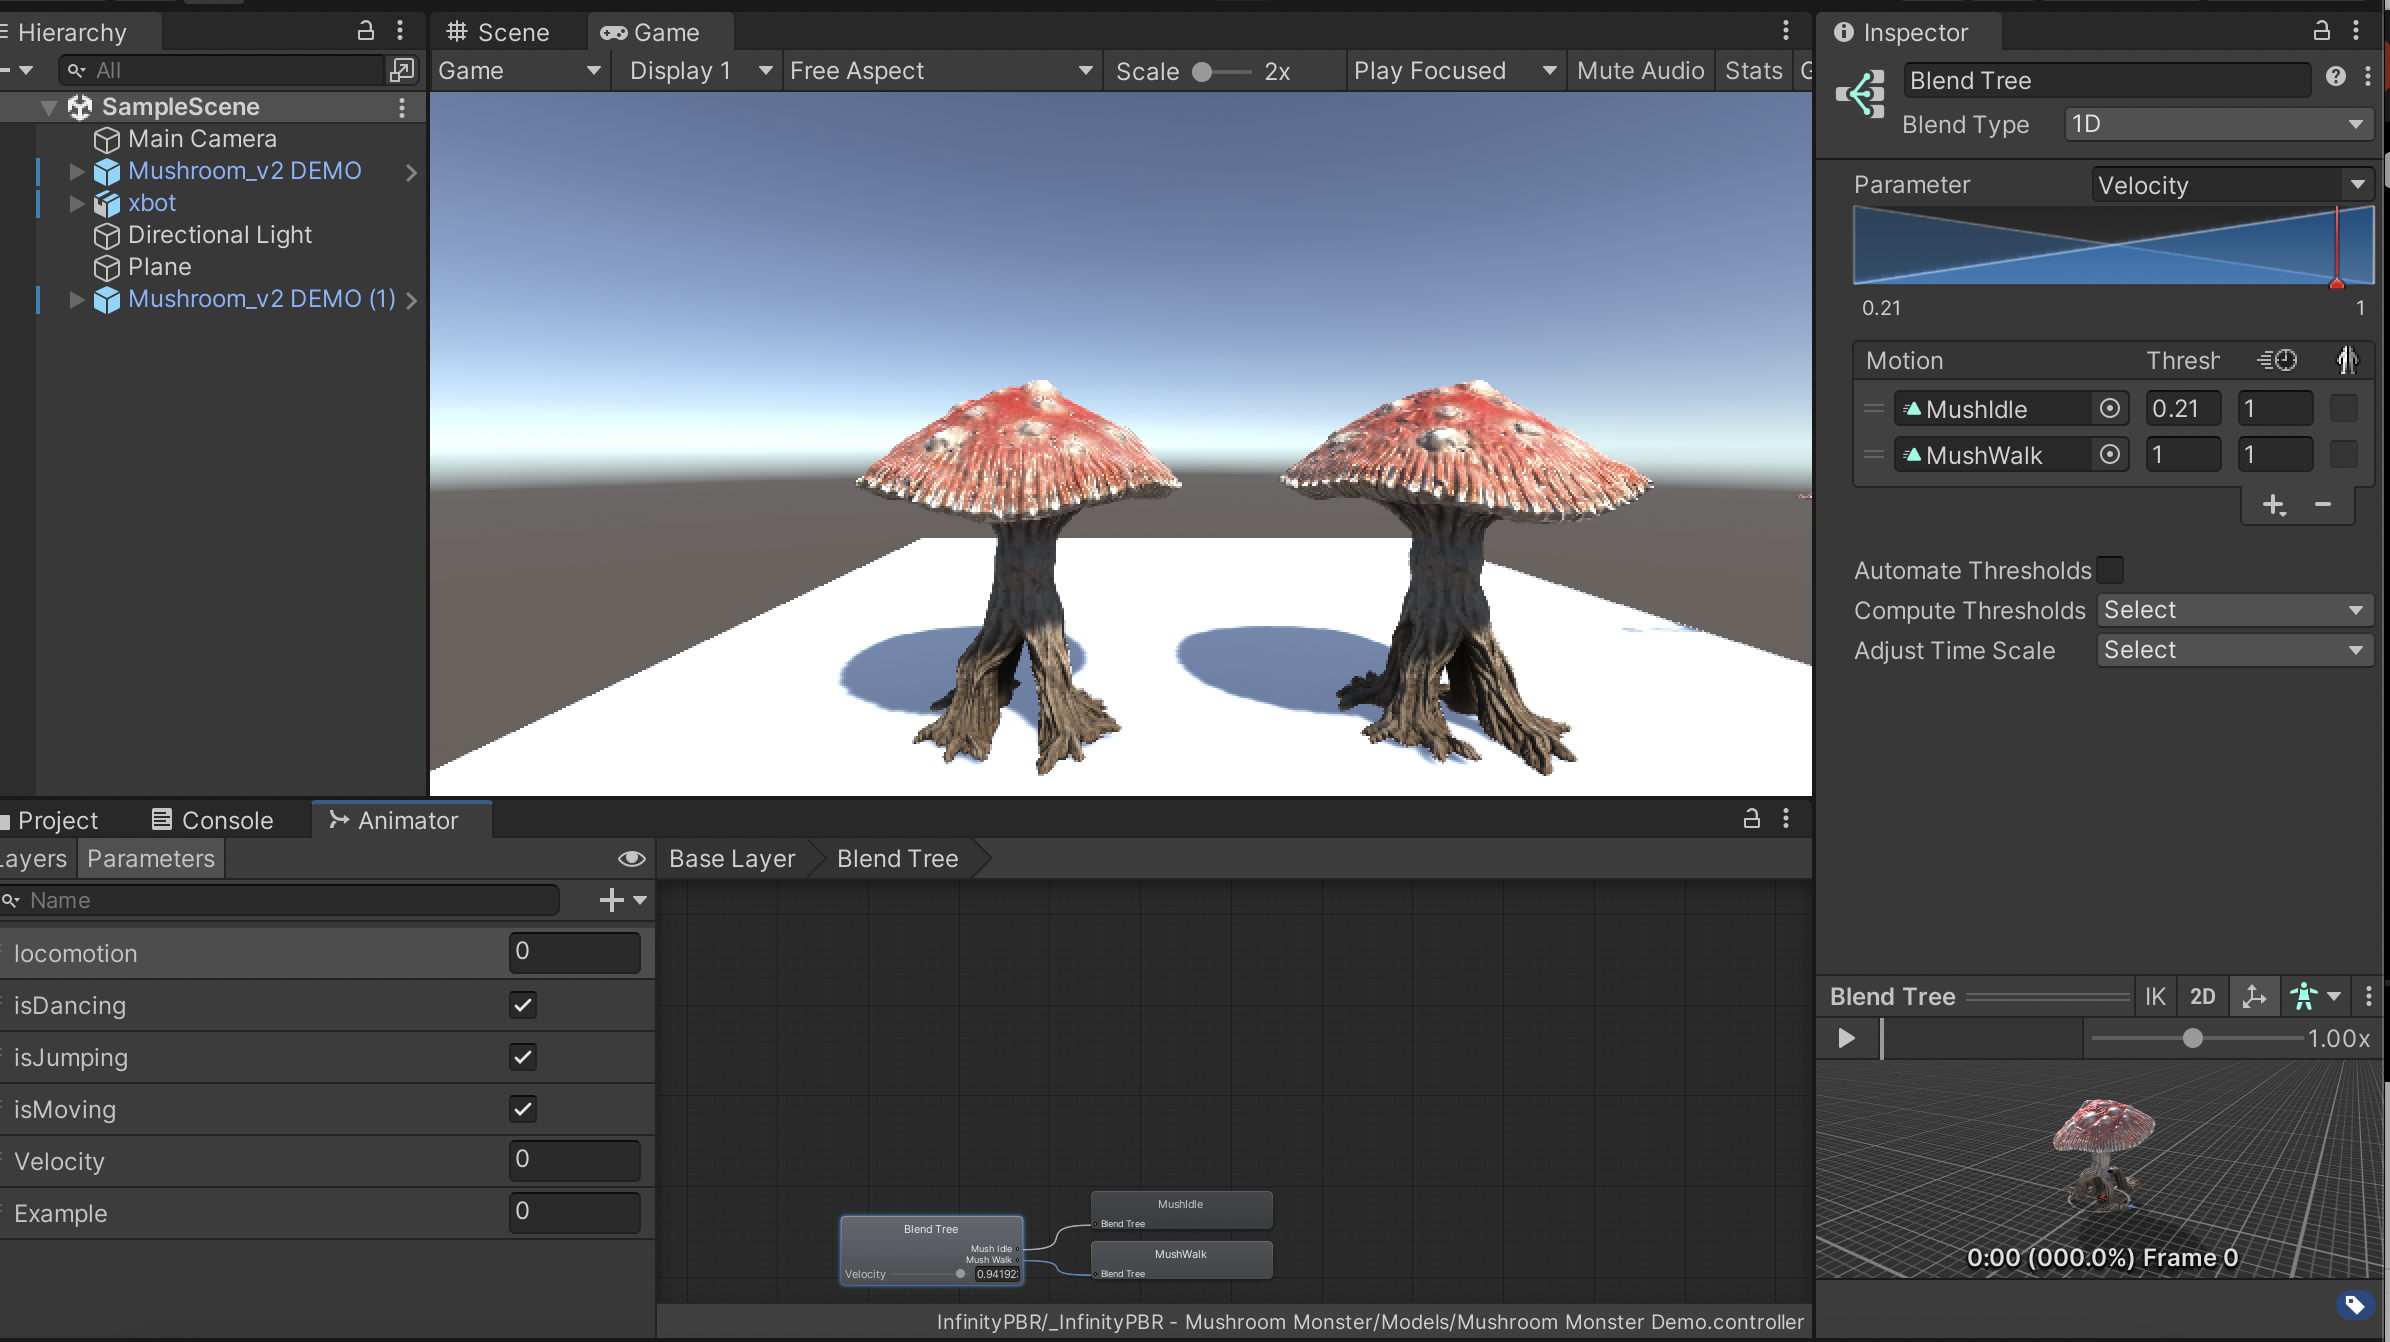 Hierarchy
All
SampleScene
Main Camera
Mushroom_v2 DEMO
xbot
Directional Light
Plane
Mushroom_v2 DEMO (1)
Scene
Game
Game
Display 1
Free Aspect
Scale
2x
Play Focused
Mute Audio
Stats
Inspector
Blend Tree
Blend Type
1D
Parameter
Velocity
0.21
1
Motion
Thresh
MushIdle
0.21
1
MushWalk
1
1
Automate Thresholds
Compute Thresholds
Select
Adjust Time Scale
Select
Project
Console
Animator
ayers
Parameters
Base Layer
Blend Tree
Name
locomotion
0
isDancing
isJumping
isMoving
Velocity
0
Example
0
Blend Tree
Mush Idle
Mush Walk
Velocity
0.94192
MushIdle
Blend Tree
MushWalk
Blend Tree
InfinityPBR/_InfinityPBR - Mushroom Monster/Models/Mushroom Monster Demo.controller
Blend Tree
IK
2D
1.00x
0:00 (000.0%) Frame 0